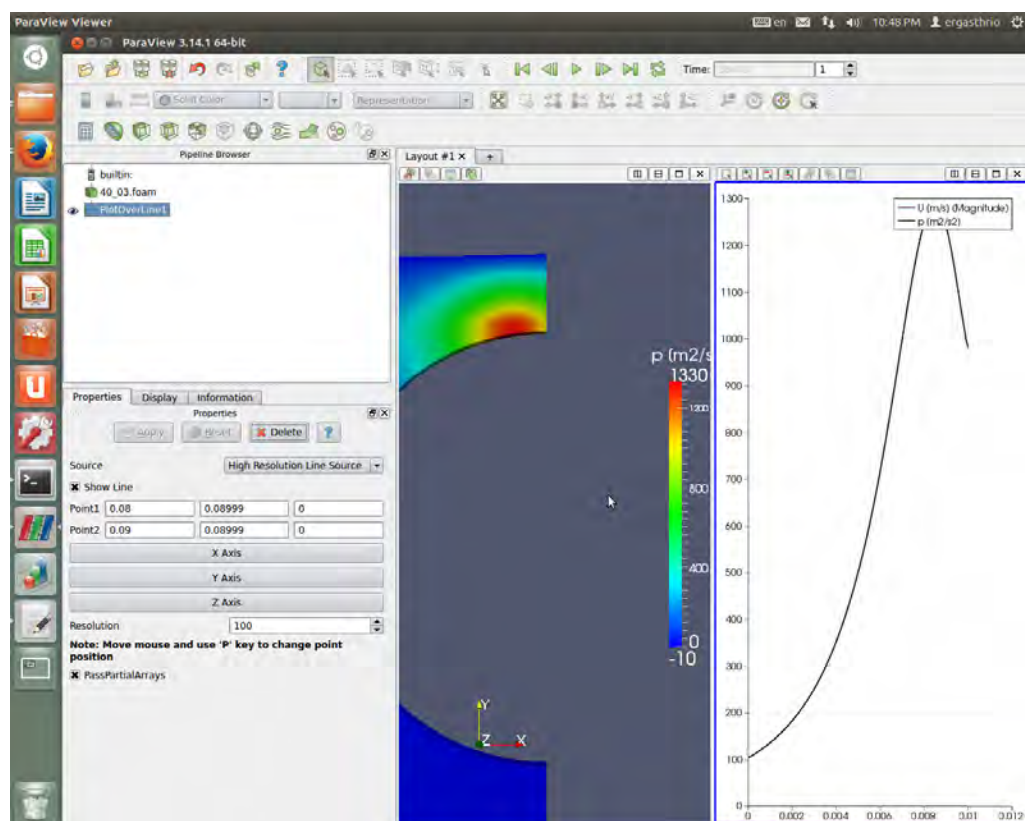 ParaView Viewer
en 10:48 PM ergasthrio
ParaView 3.14.1 64-bit
Time: 1
Solid Color Representation
Pipeline Browser
builtin:
40_03.foam
PlotOverLine1
Layout #1 x +
Properties Display Information
Properties
Apply Reset Delete ?
Source High Resolution Line Source
Show Line
Point1 0.08 0.08999 0
Point2 0.09 0.08999 0
X Axis
Y Axis
Z Axis
Resolution 100
Note: Move mouse and use 'P' key to change point
position
PassPartialArrays
p (m2/s
1330
1200
800
400
0
-10
Y
Z X
U (m/s) (Magnitude)
p (m2/s2)
1300
1200
1100
1000
900
800
700
600
500
400
300
200
100
0
0 0.002 0.004 0.006 0.008 0.01 0.012